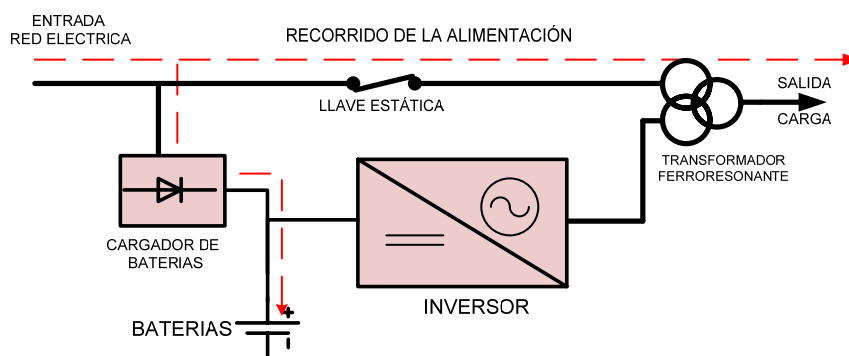 ENTRADA
RED ELECTRICA
RECORRIDO DE LA ALIMENTACIÓN
LLAVE ESTÁTICA
SALIDA
CARGA
TRANSFORMADOR
FERRORESONANTE
CARGADOR DE
BATERIAS
INVERSOR
BATERIAS
+
-